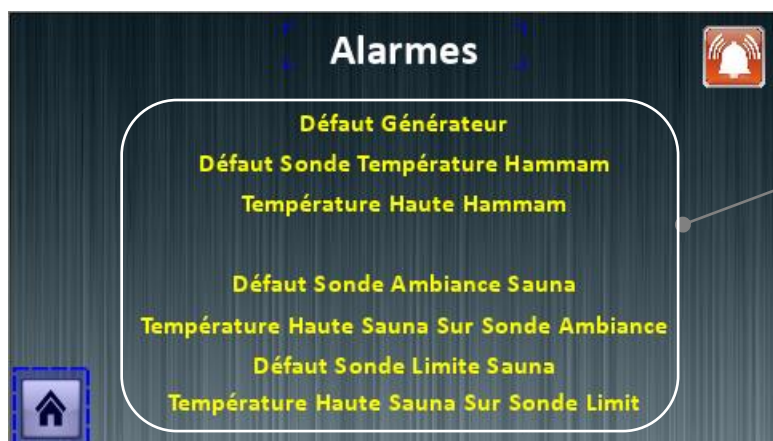 Alarmes
Défaut Générateur
Défaut Sonde Température Hammam
Température Haute Hammam
Défaut Sonde Ambiance Sauna
Température Haute Sauna Sur Sonde Ambiance
Défaut Sonde Limite Sauna
Température Haute Sauna Sur Sonde Limit